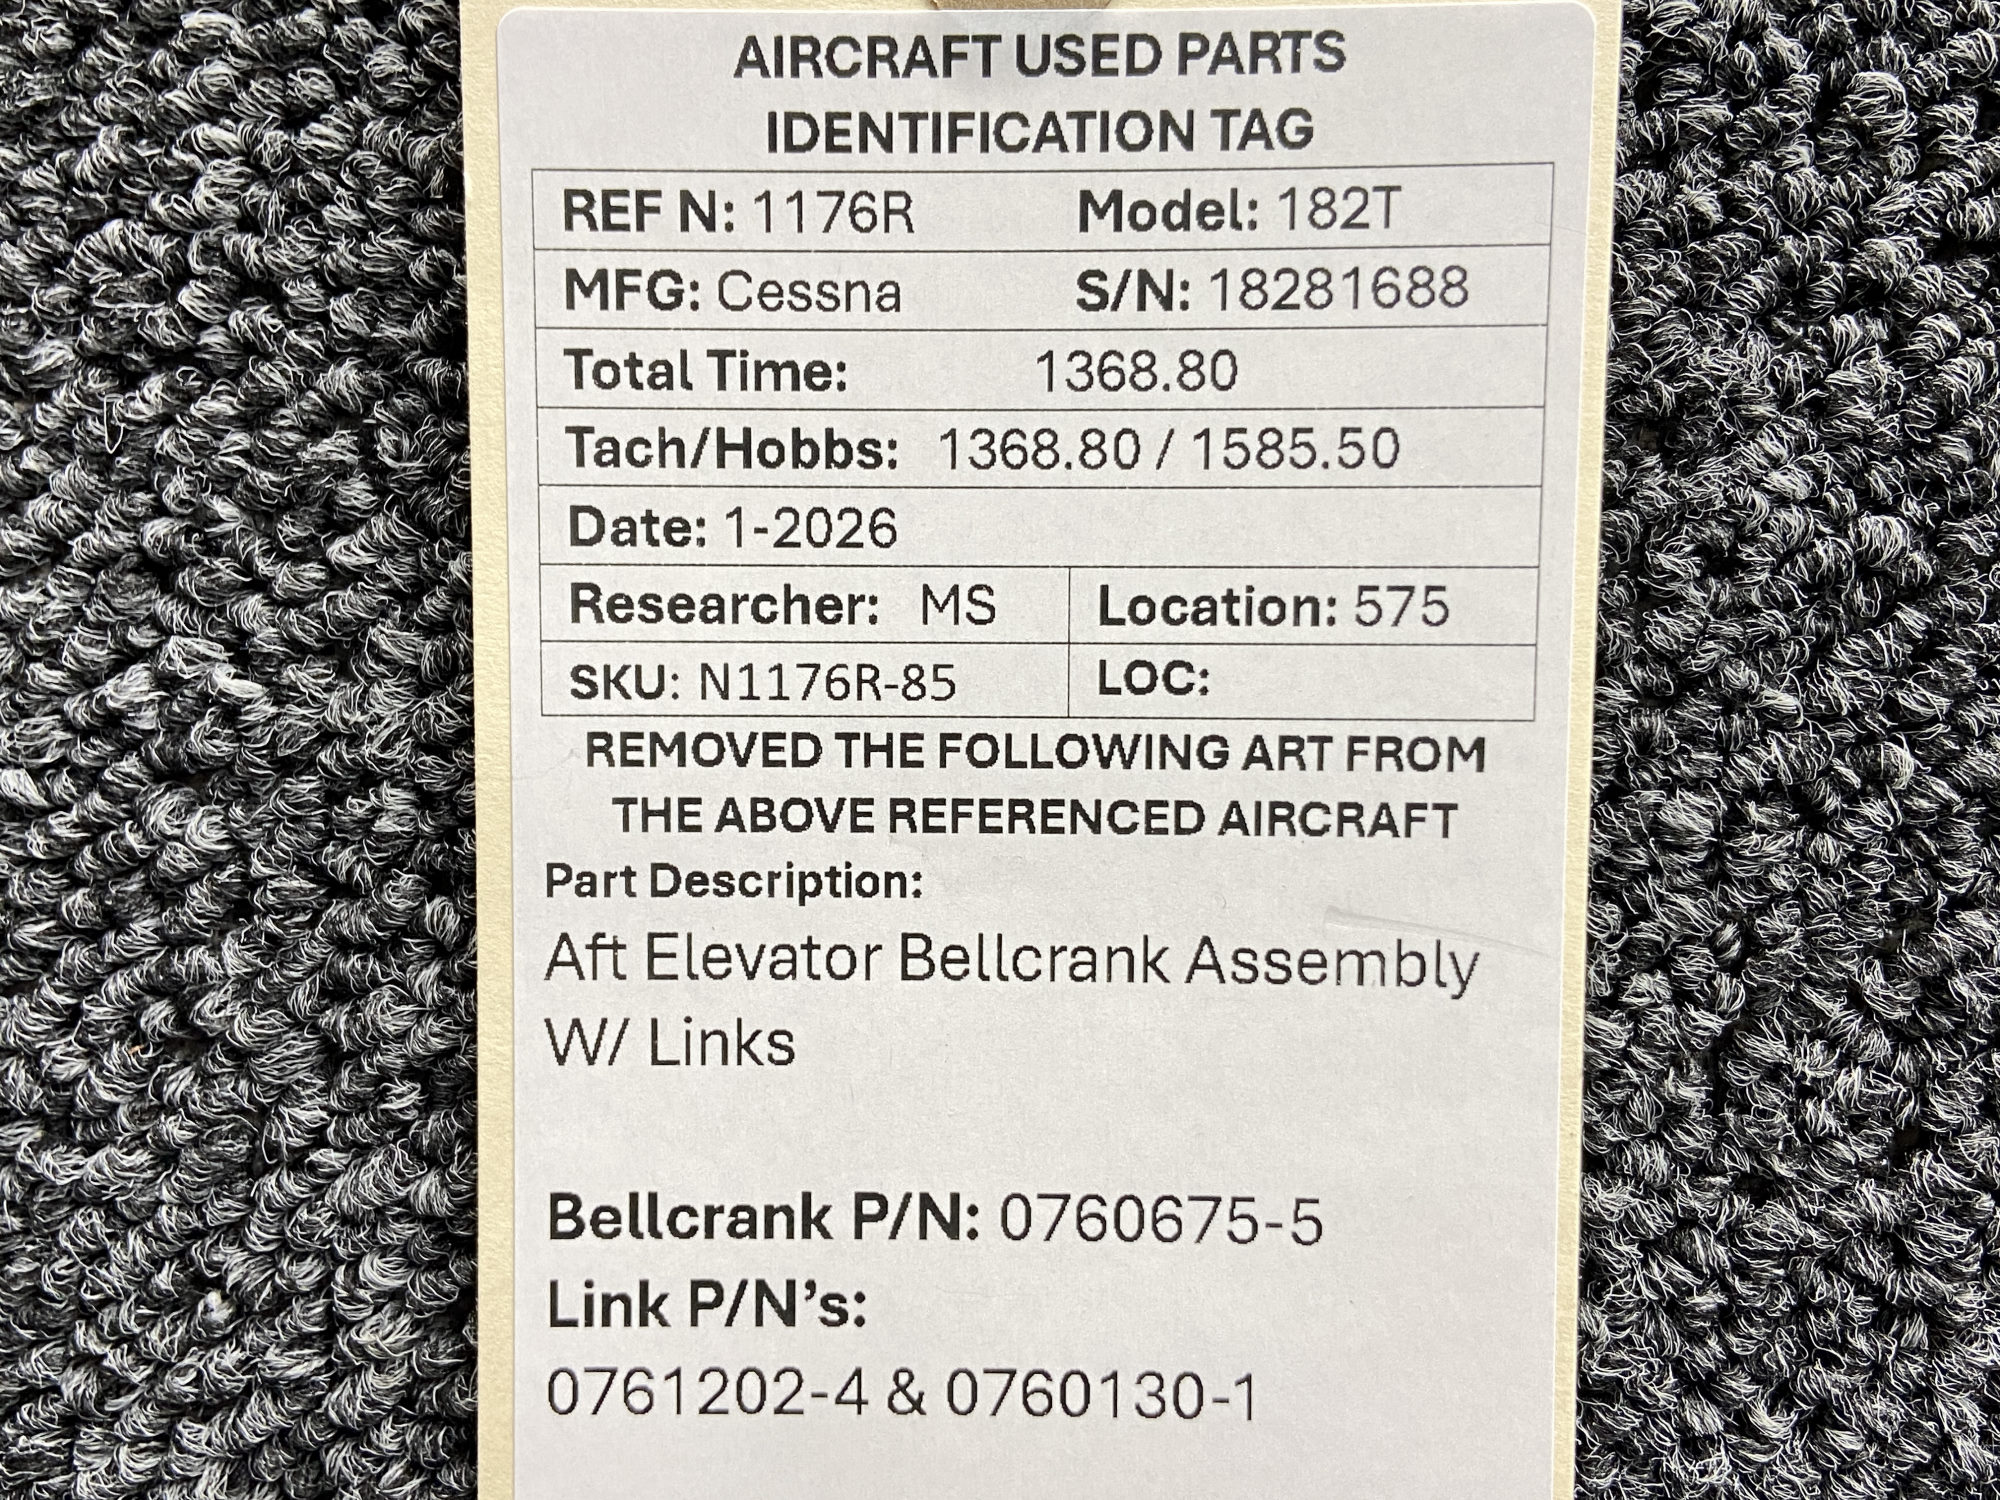 AIRCRAFT USED PARTS
IDENTIFICATION TAG
REF N: 1176R Model: 182T
MFG: Cessna S/N: 18281688
Total Time: 1368.80
Tach/Hobbs: 1368.80 / 1585.50
Date: 1-2026
Researcher: MS Location: 575
SKU: N1176R-85 LOC:
REMOVED THE FOLLOWING ART FROM
THE ABOVE REFERENCED AIRCRAFT
Part Description:
Aft Elevator Bellcrank Assembly
W/ Links
Bellcrank P/N: 0760675-5
Link P/N’s:
0761202-4 & 0760130-1